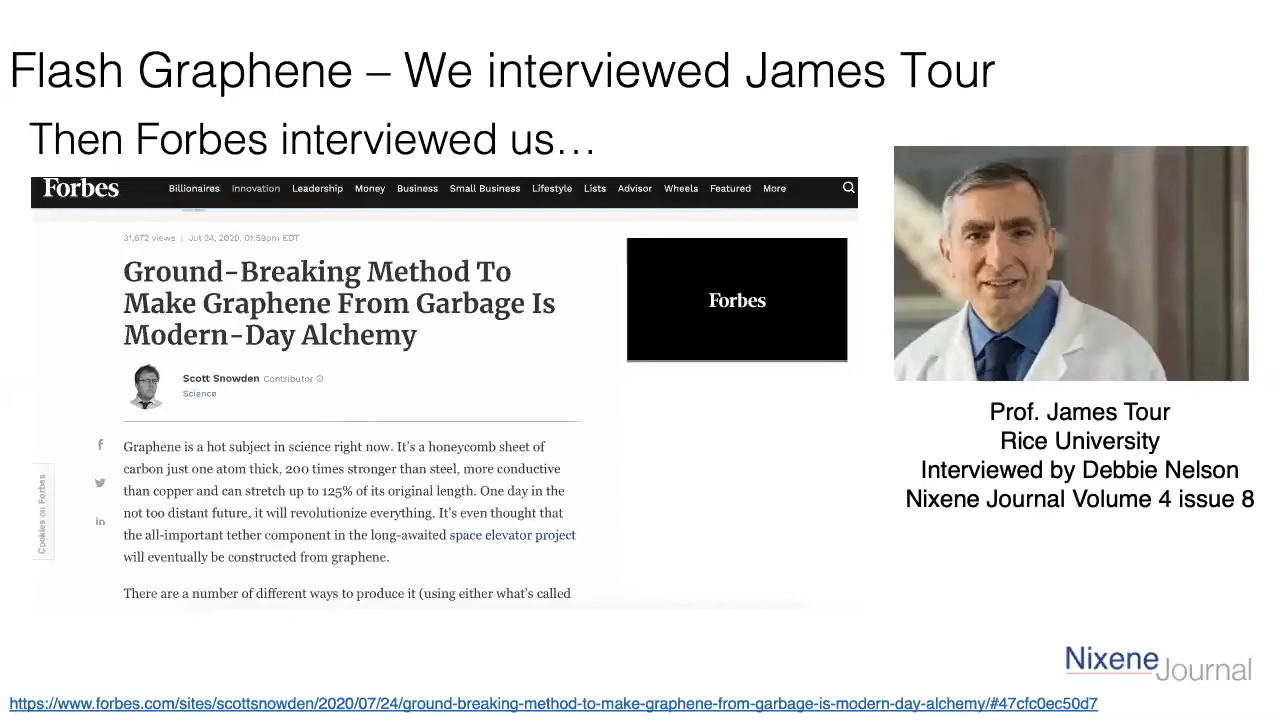 Flash Graphene – We interviewed James Tour
Then Forbes interviewed us…
Forbes
Billionaires Innovation Leadership Money Business Small Business Lifestyle Lists Advisor Wheels Featured More
31,672 views | Jul 24, 2020, 01:59pm EDT
Ground-Breaking Method To
Make Graphene From Garbage Is
Modern-Day Alchemy
Scott Snowden Contributor
Science
Graphene is a hot subject in science right now. It's a honeycomb sheet of
carbon just one atom thick, 200 times stronger than steel, more conductive
than copper and can stretch up to 125% of its original length. One day in the
not too distant future, it will revolutionize everything. It's even thought that
the all-important tether component in the long-awaited space elevator project
will eventually be constructed from graphene.
There are a number of different ways to produce it (using either what's called
Cookies on Forbes
f
in
Forbes
Prof. James Tour
Rice University
Interviewed by Debbie Nelson
Nixene Journal Volume 4 issue 8
Nixene Journal
https://www.forbes.com/sites/scottsnowden/2020/07/24/ground-breaking-method-to-make-graphene-from-garbage-is-modern-day-alchemy/#47cfc0ec50d7